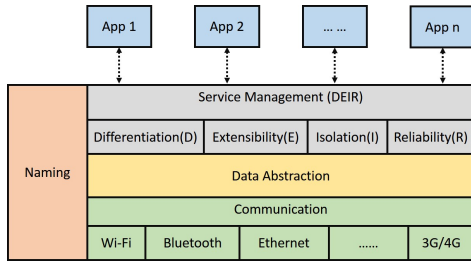 App 1
App 2
... ...
App n
Service Management (DEIR)
Differentiation(D)
Extensibility(E)
Isolation(I)
Reliability(R)
Naming
Data Abstraction
Communication
Wi-Fi
Bluetooth
Ethernet
......
3G/4G